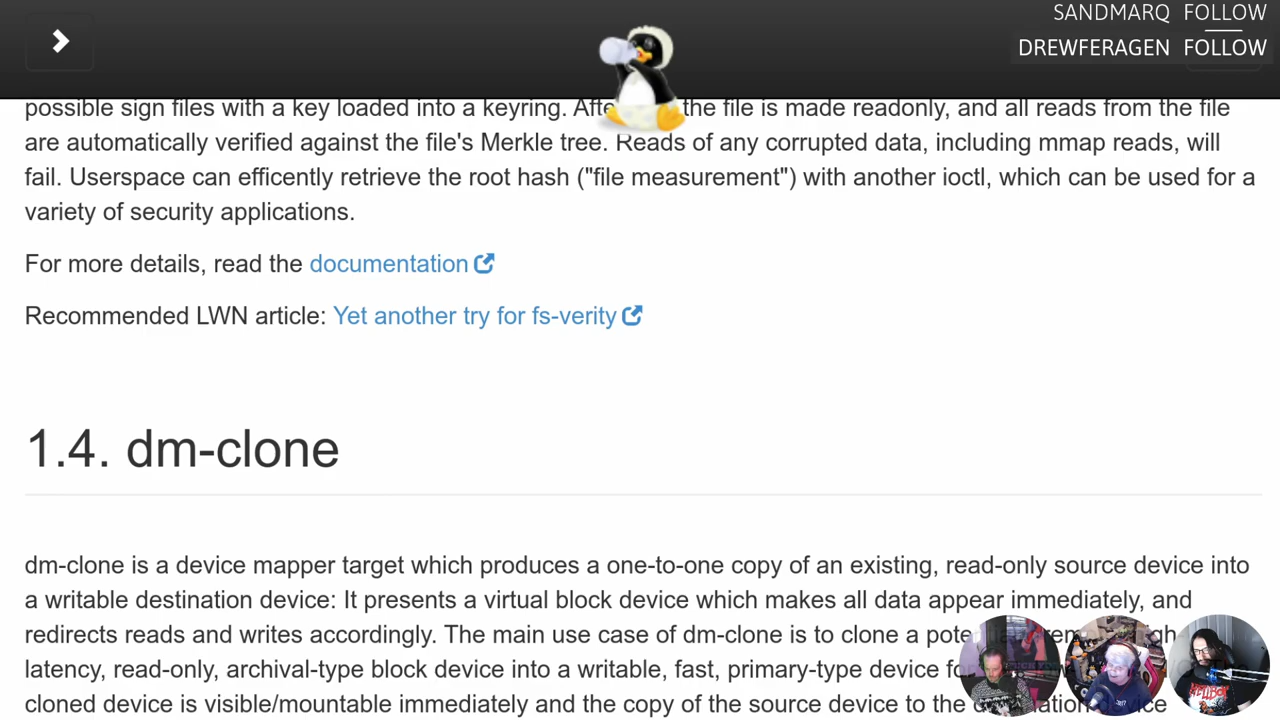 SANDMARQ FOLLOW
DREWFERAGEN FOLLOW
possible sign files with a key loaded into a keyring. the file is made readonly, and all reads from the file
are automatically verified against the file's Merkle tree. Reads of any corrupted data, including mmap reads, will
fail. Userspace can efficently retrieve the root hash ("file measurement") with another ioctl, which can be used for a
variety of security applications.
For more details, read the documentation
Recommended LWN article: Yet another try for fs-verity
1.4. dm-clone
dm-clone is a device mapper target which produces a one-to-one copy of an existing, read-only source device into
a writable destination device: It presents a virtual block device which makes all data appear immediately, and
redirects reads and writes accordingly. The main use case of dm-clone is to clone a
latency, read-only, archival-type block device into a writable, fast, primary-type device
cloned device is visible/mountable immediately and the copy of the source device to the
HELLBOY